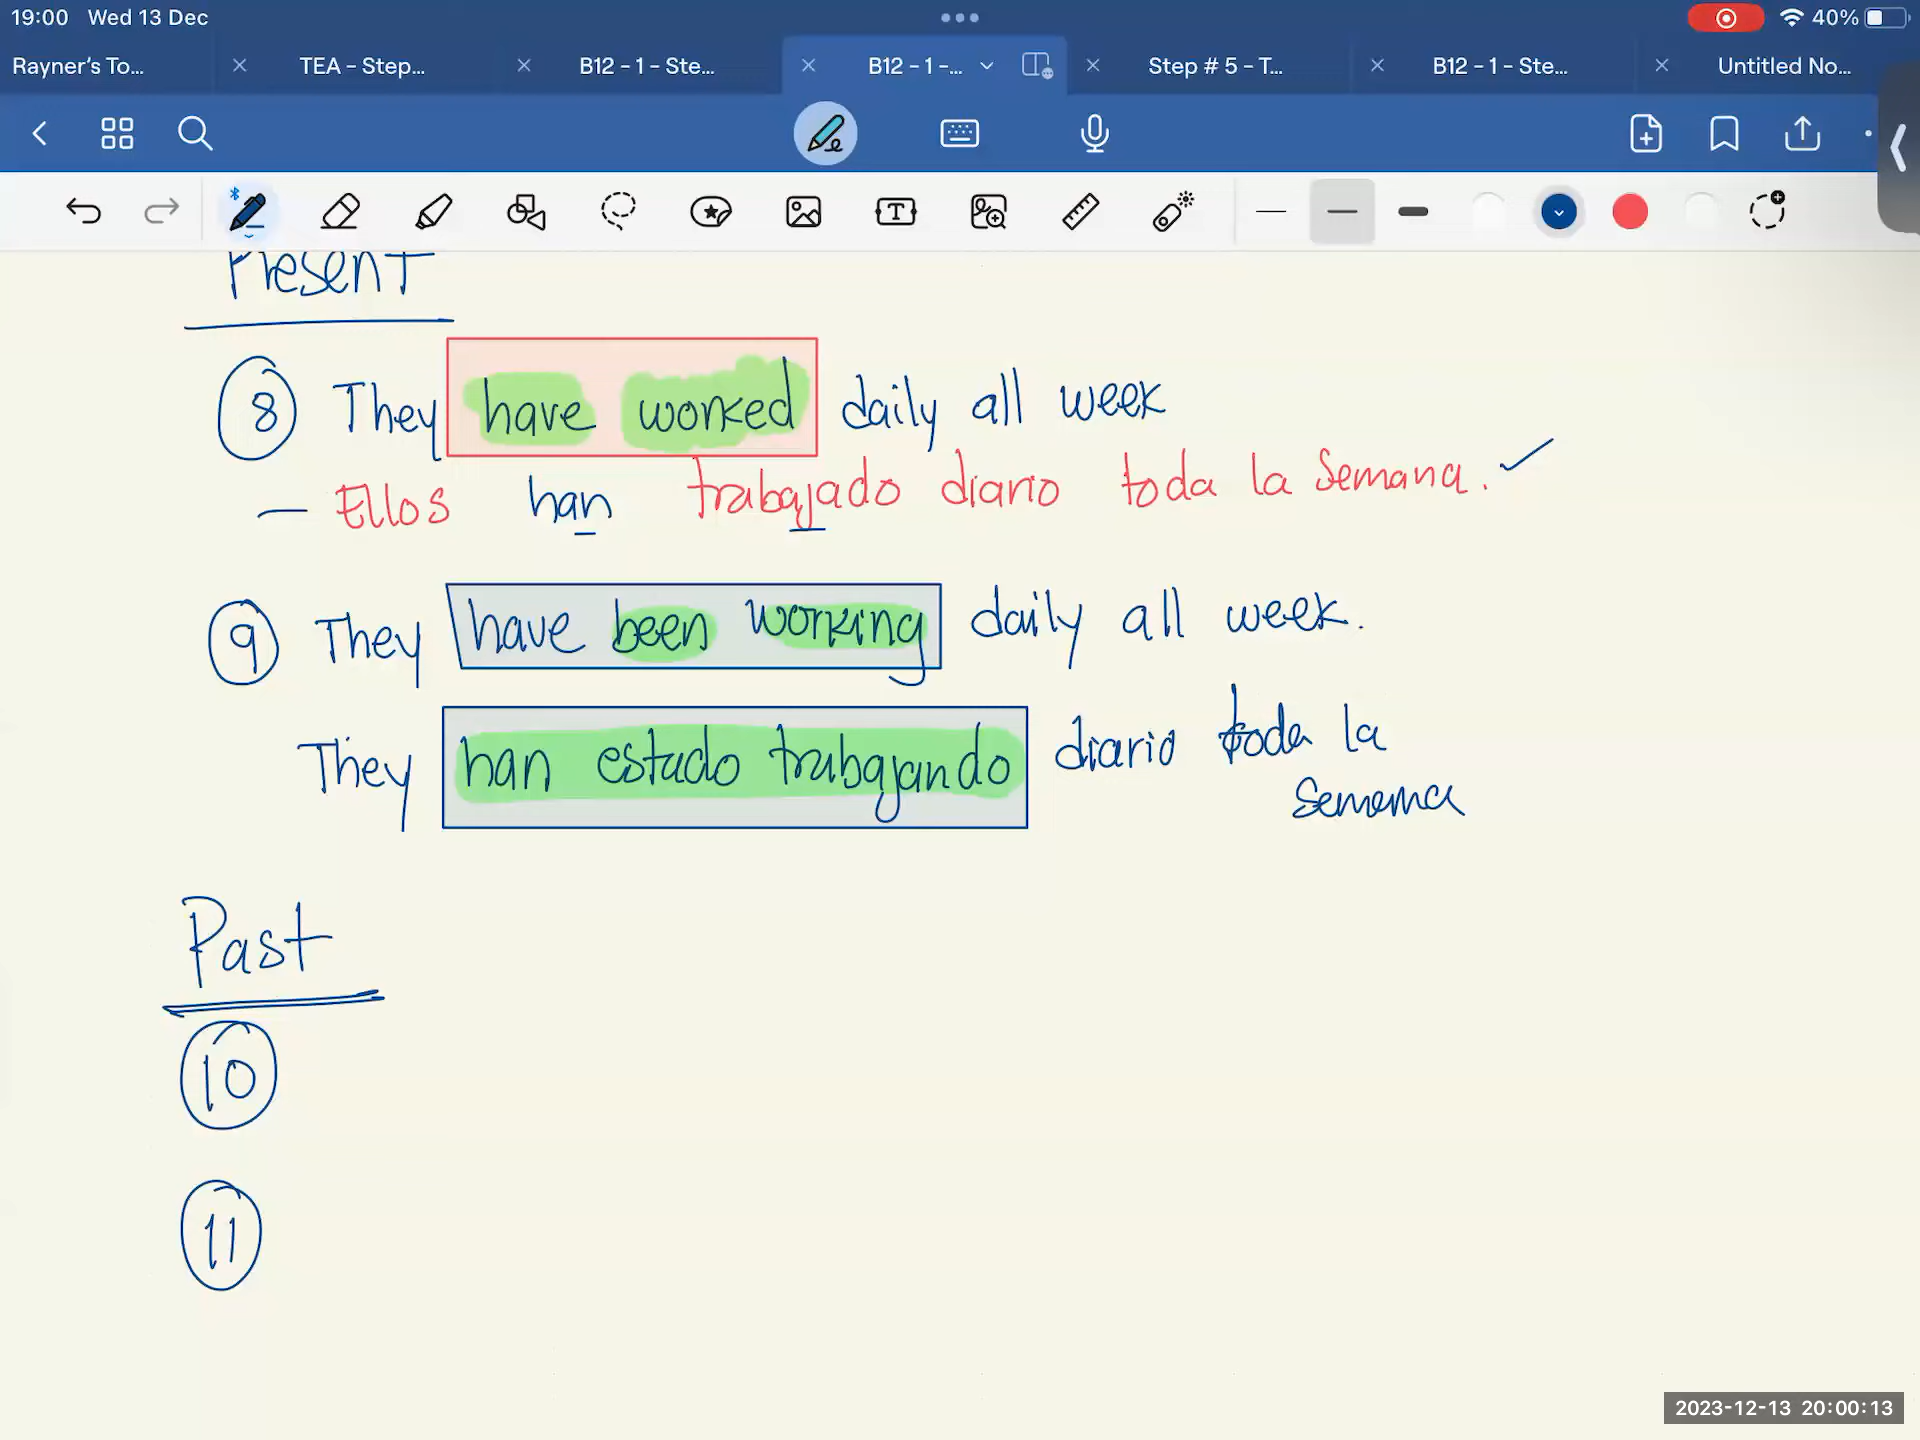 19:00 Wed 13 Dec
40%
Rayner's To...
TEA - Step...
B12 - 1 - Ste...
B12 - 1 -...
Step # 5 - T...
B12 - 1 - Ste...
Untitled No...
Present
8 They have worked daily all week
— Ellos han trabajado diario toda la semana. ✓
9 They have been working daily all week.
They han estado trabajando diario toda la
semana
Past
10
11
2023-12-13 20:00:13